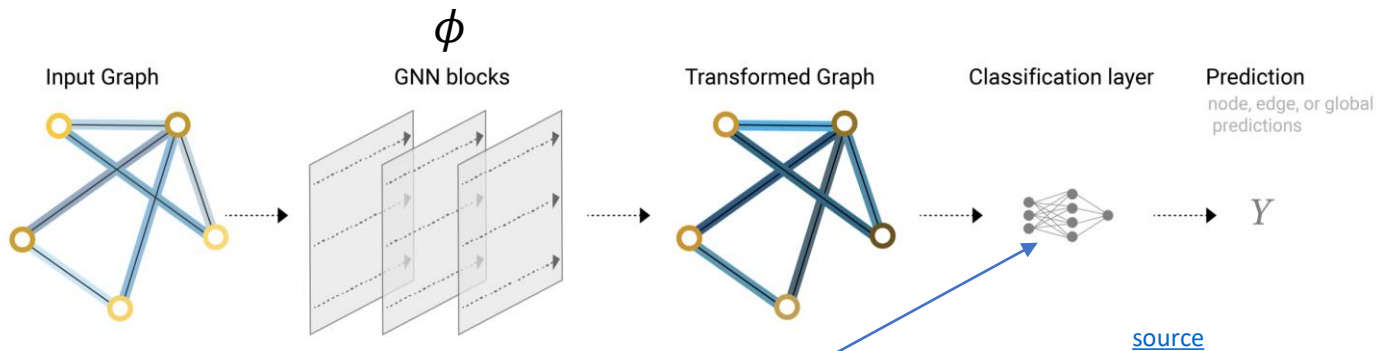 ϕ
Input Graph
GNN blocks
Transformed Graph
Classification layer
Prediction
node, edge, or global
predictions
Y
source